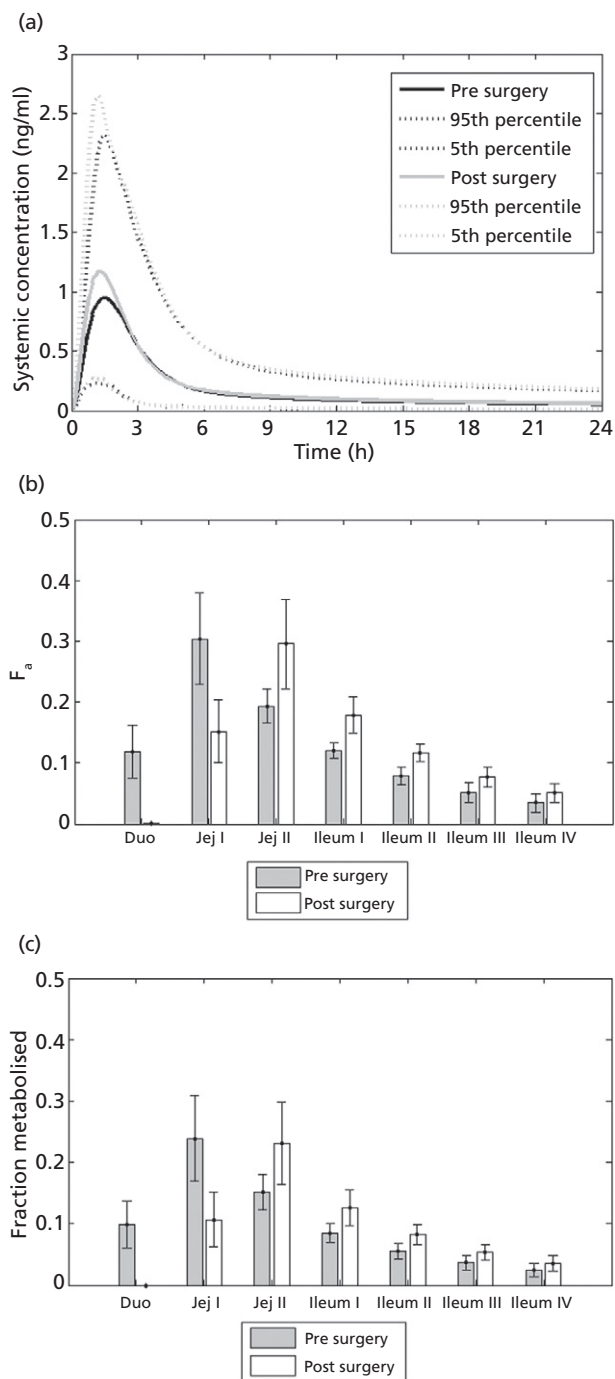 (a)
3
2.5
2
1.5
1
0.5
0
Systemic concentration (ng/ml)
Pre surgery
95th percentile
5th percentile
Post surgery
95th percentile
5th percentile
0 3 6 9 12 15 18 21 24
Time (h)
(b)
0.5
0.4
0.3
0.2
0.1
0
Fa
Duo Jej I Jej II Ileum I Ileum II Ileum III Ileum IV
Pre surgery
Post surgery
(c)
0.5
0.4
0.3
0.2
0.1
0
Fraction metabolised
Duo Jej I Jej II Ileum I Ileum II Ileum III Ileum IV
Pre surgery
Post surgery